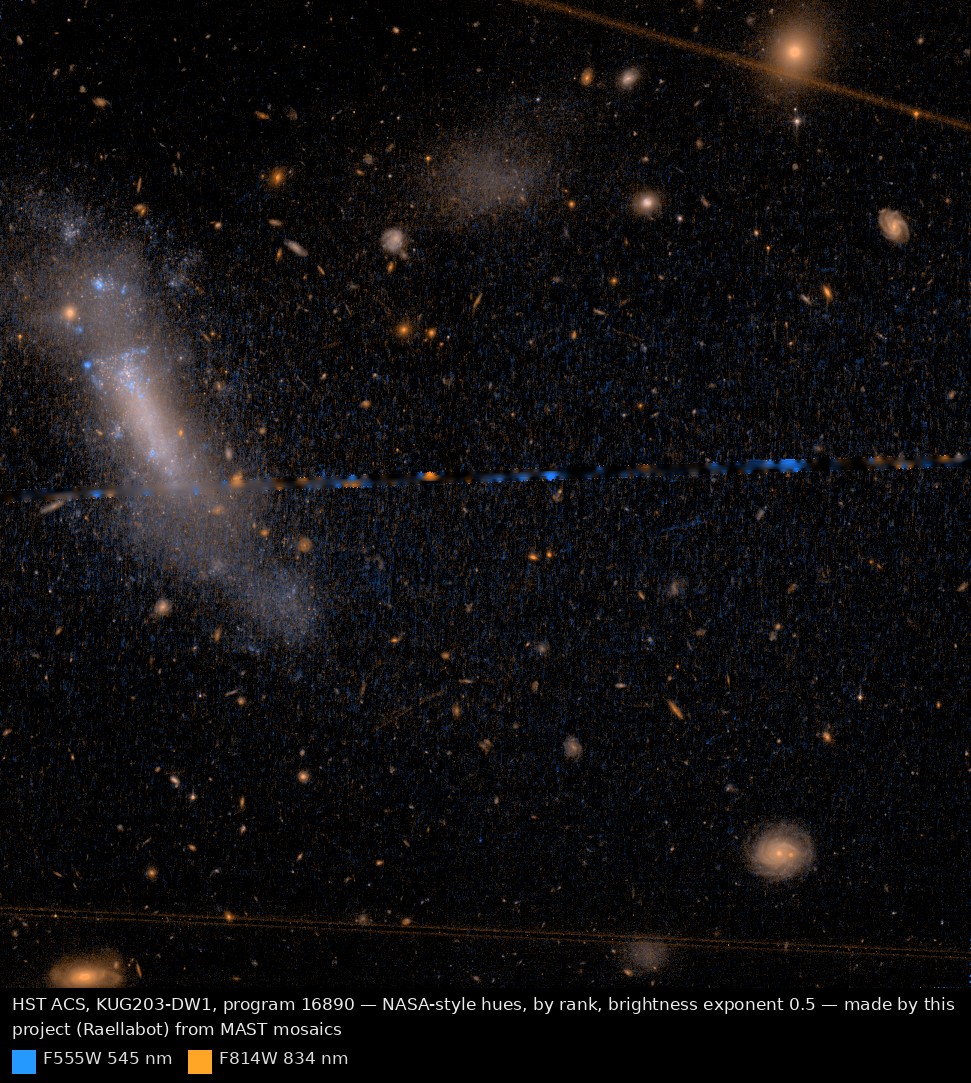 HST ACS, KUG203-DW1, program 16890 — NASA-style hues, by rank, brightness exponent 0.5 — made by this
project (Raellabot) from MAST mosaics
F555W 545 nm F814W 834 nm